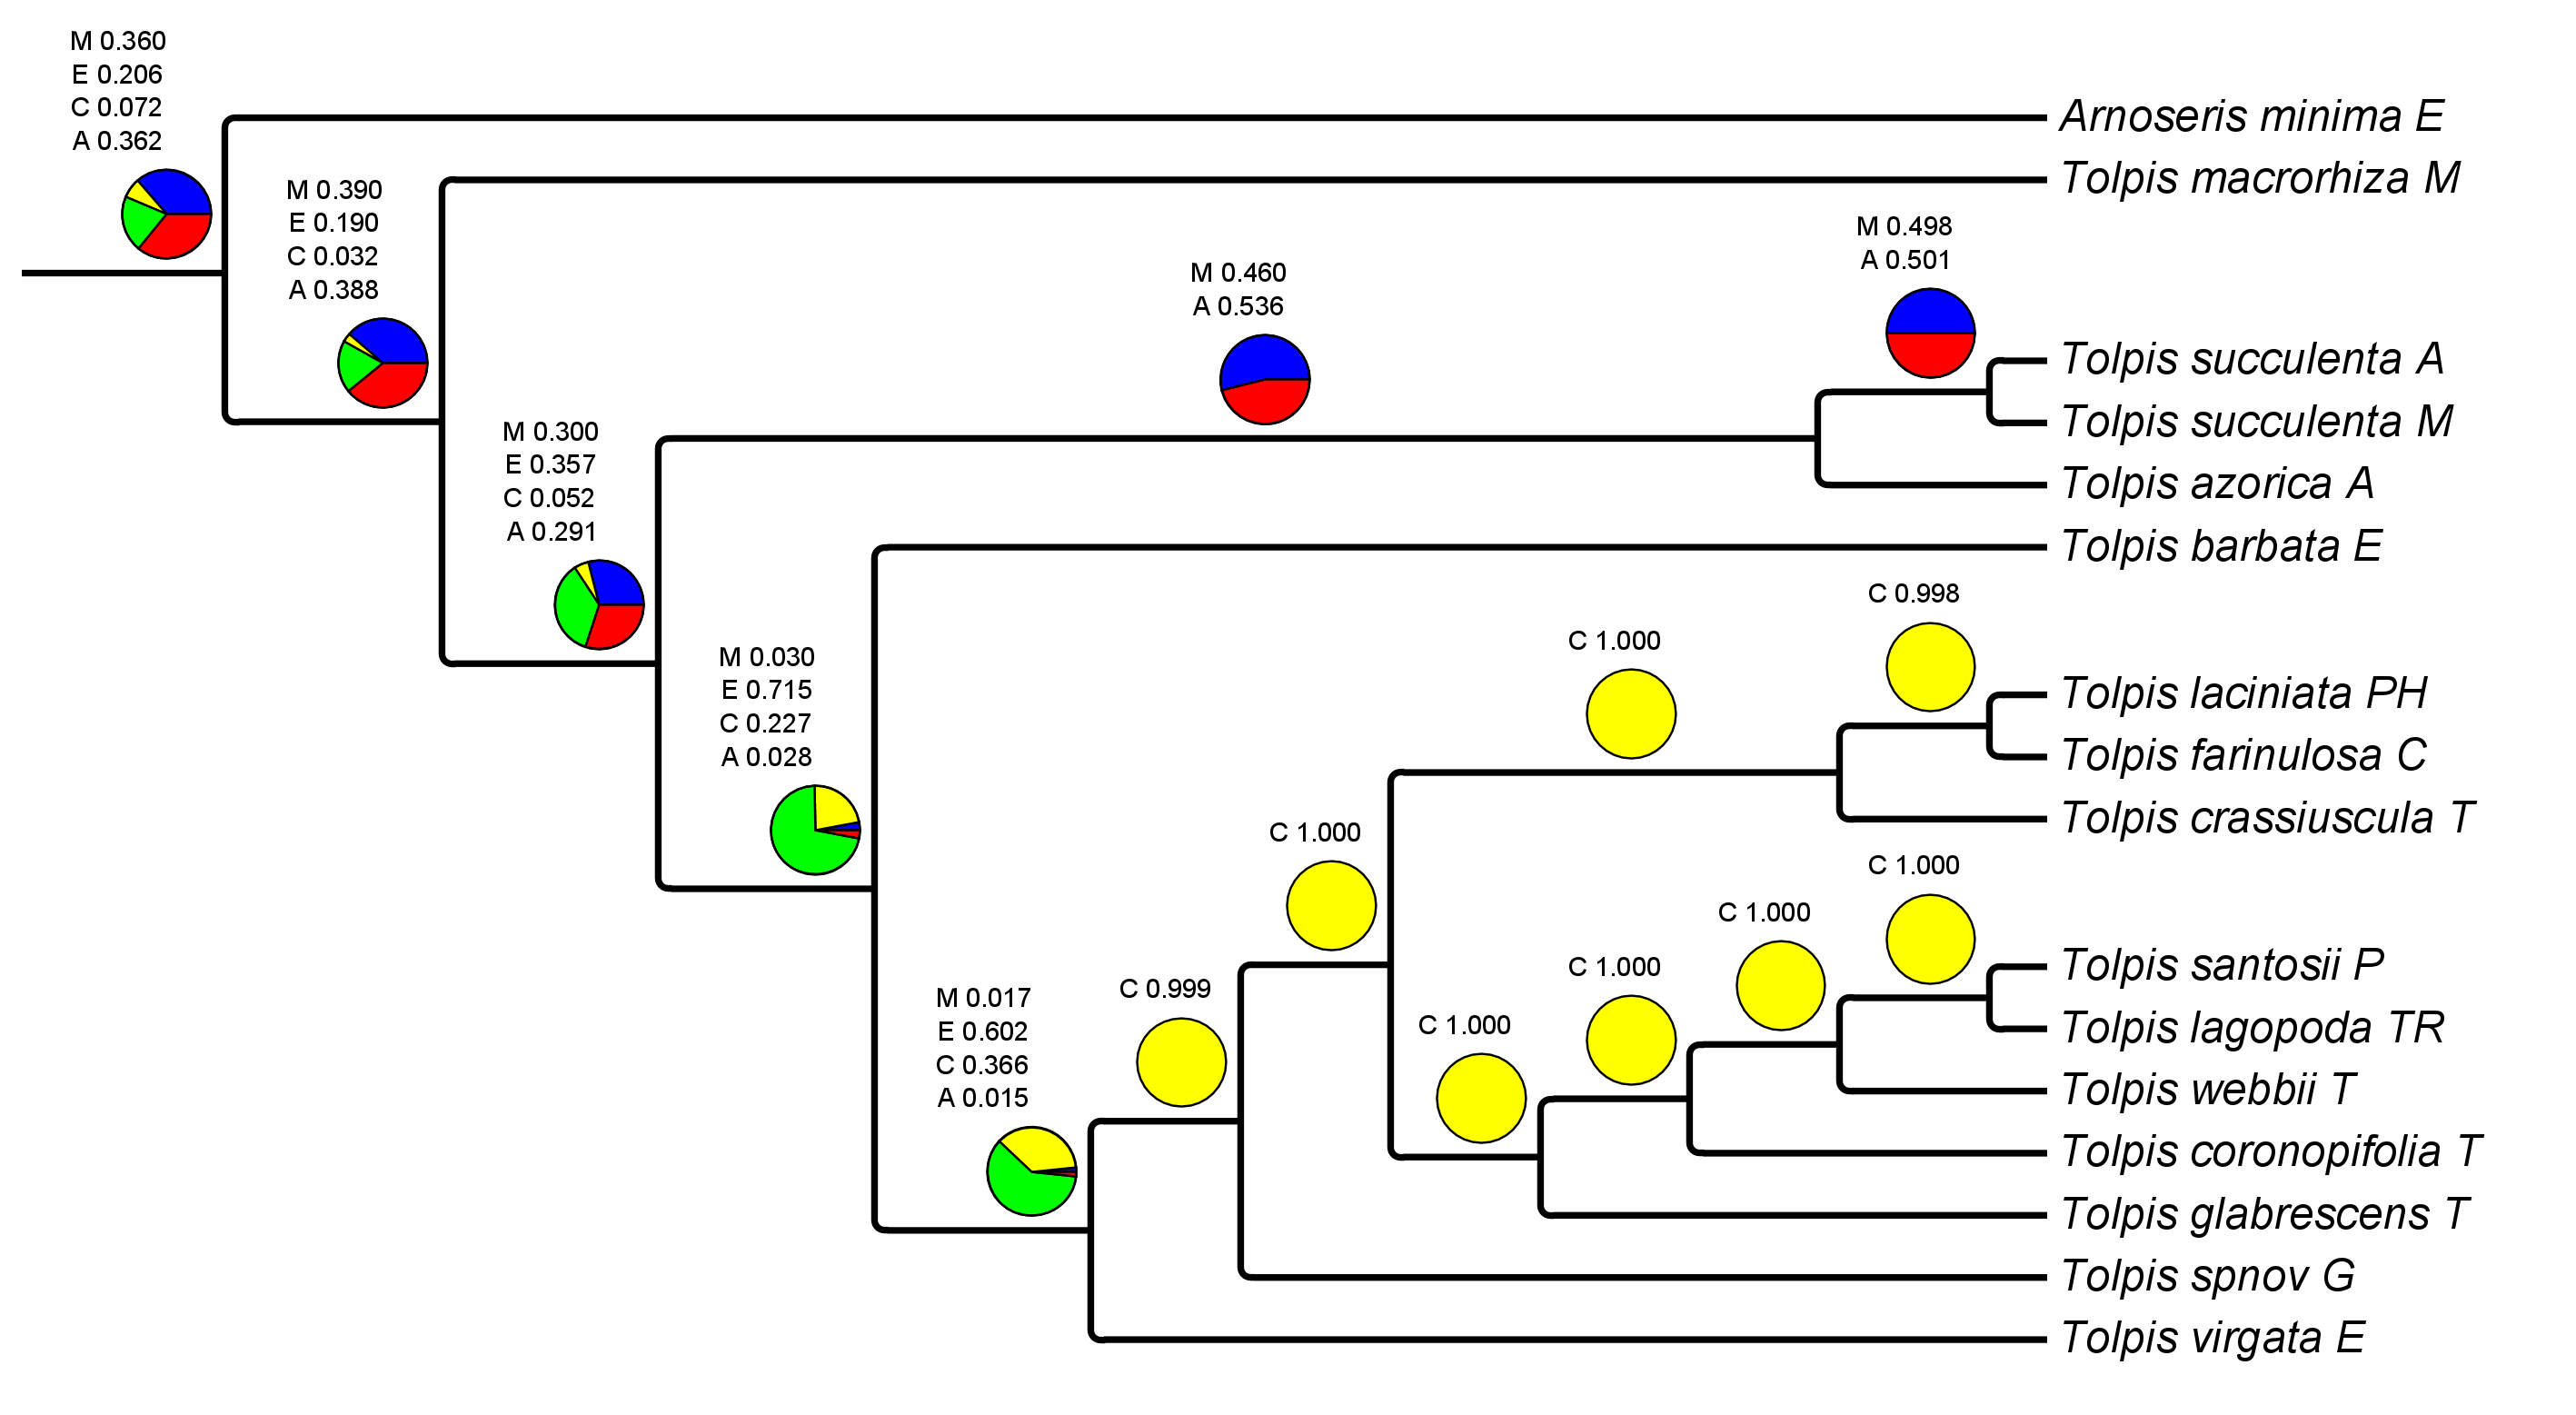 M 0.360
E 0.206
C 0.072
A 0.362
Arnoseris minima E
Tolpis macrorhiza M
M 0.390
E 0.190
C 0.032
A 0.388
M 0.498
A 0.501
M 0.460
A 0.536
Tolpis succulenta A
Tolpis succulenta M
M 0.300
E 0.357
C 0.052
A 0.291
Tolpis azorica A
Tolpis barbata E
C 0.998
C 1.000
M 0.030
E 0.715
C 0.227
A 0.028
Tolpis laciniata PH
Tolpis farinulosa C
Tolpis crassiuscula T
C 1.000
C 1.000
C 1.000
Tolpis santosii P
C 1.000
C 0.999
M 0.017
E 0.602
C 0.366
A 0.015
C 1.000
Tolpis lagopoda TR
Tolpis webbii T
Tolpis coronopifolia T
Tolpis glabrescens T
Tolpis spnov G
Tolpis virgata E